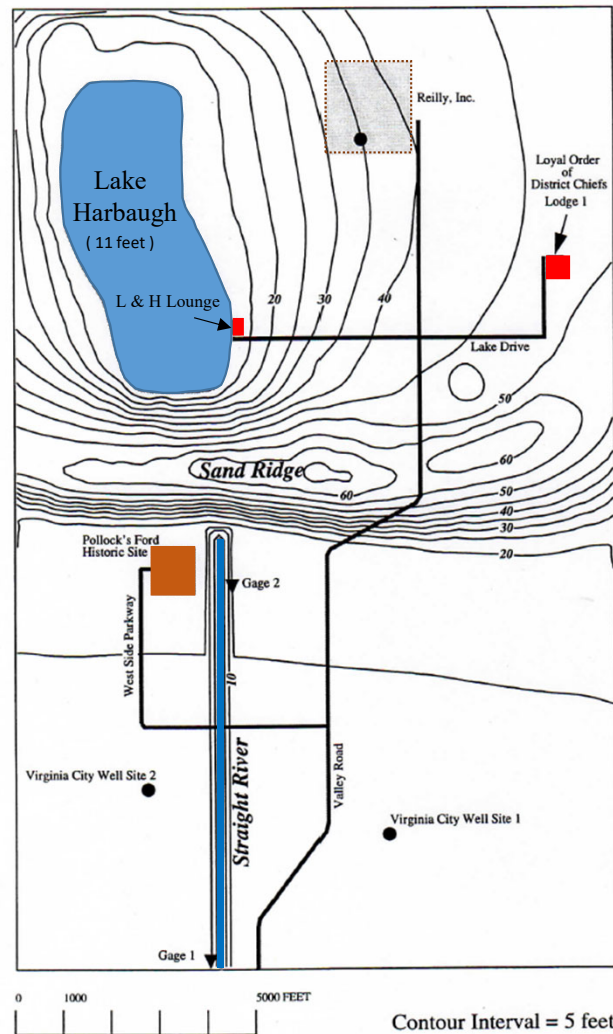 Reilly, Inc.
Loyal Order
of
District Chiefs
Lodge 1
Lake
Harbaugh
( 11 feet )
L & H Lounge
20
30
40
Lake Drive
50
60
Sand Ridge
60
50
40
30
20
Pollock's Ford
Historic Site
Gage 2
West Side Parkway
10
Straight River
Valley Road
Virginia City Well Site 2
Virginia City Well Site 1
Gage 1
0 1000 5000 FEET
Contour Interval = 5 feet